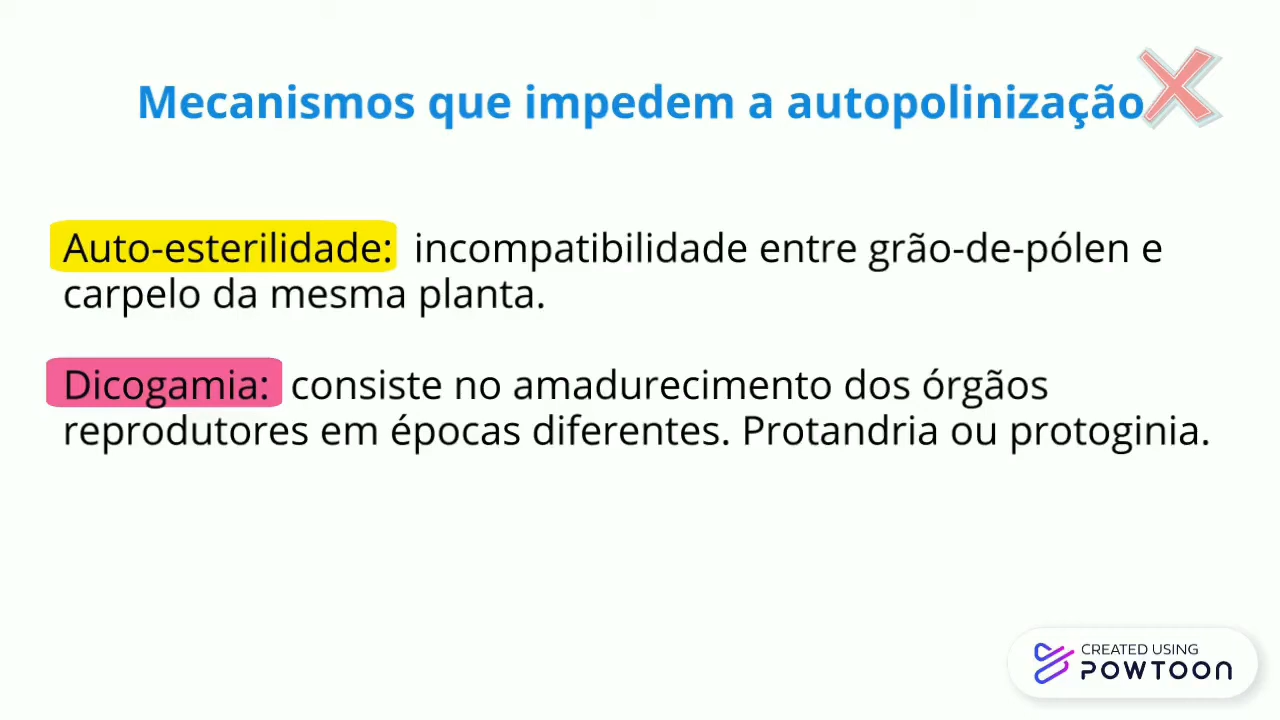 Mecanismos que impedem a autopolinização
Auto-esterilidade: incompatibilidade entre grão-de-pólen e
carpelo da mesma planta.
Dicogamia: consiste no amadurecimento dos órgãos
reprodutores em épocas diferentes. Protandria ou protoginia.
CREATED USING
POWTOON